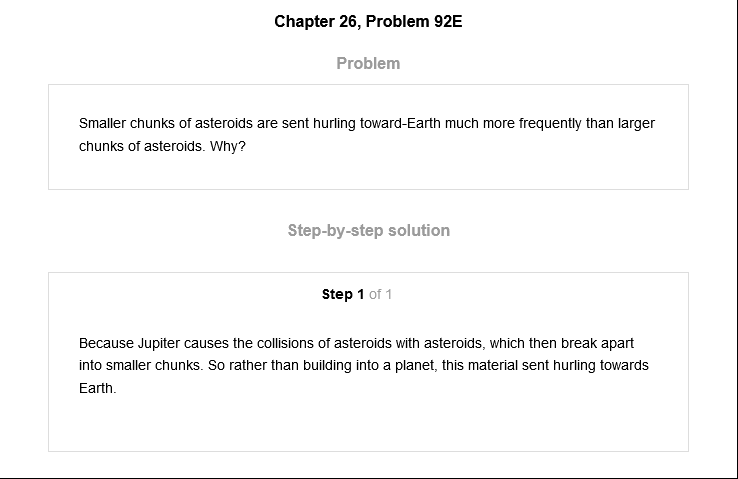 Chapter 26, Problem 92E
Problem
Smaller chunks of asteroids are sent hurling toward-Earth much more frequently than larger
chunks of asteroids. Why?
Step-by-step solution
Step 1 of 1
Because Jupiter causes the collisions of asteroids with asteroids, which then break apart
into smaller chunks. So rather than building into a planet, this material sent hurling towards
Earth.